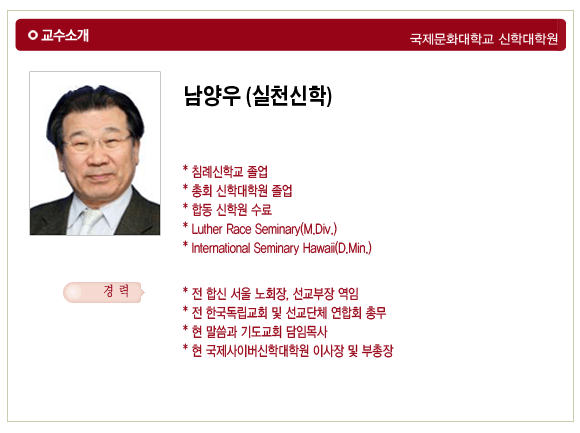 교수소개
국제문화대학교 신학대학원
남양우 (실천신학)
* 침례신학교 졸업
* 총회 신학대학원 졸업
* 합동 신학원 수료
* Luther Race Seminary(M.Div.)
* International Seminary Hawaii(D.Min.)
경 력
* 전 합신 서울 노회장, 선교부장 역임
* 전 한국독립교회 및 선교단체 연합회 총무
* 현 말씀과 기도교회 담임목사
* 현 국제사이버신학대학원 이사장 및 부총장